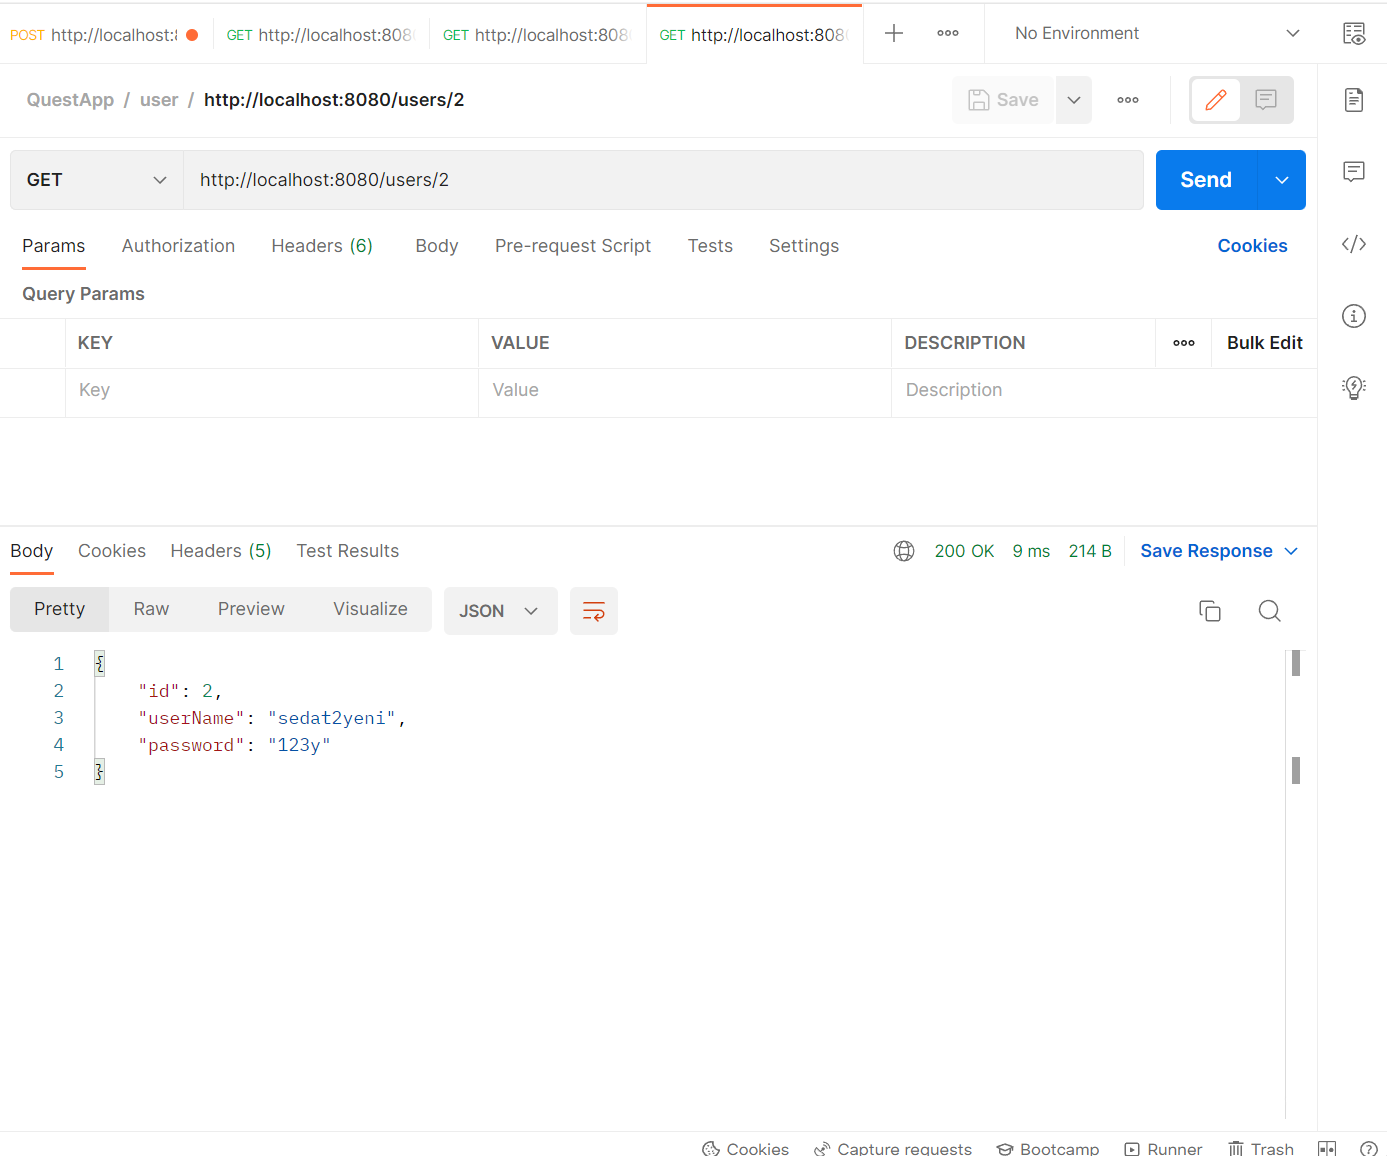 POST http://localhost:
GET http://localhost:808
GET http://localhost:808
GET http://localhost:808
No Environment
QuestApp / user / http://localhost:8080/users/2
Save
GET
http://localhost:8080/users/2
Send
Params Authorization Headers (6) Body Pre-request Script Tests Settings Cookies
Query Params
KEY VALUE DESCRIPTION Bulk Edit
Key Value Description
Body Cookies Headers (5) Test Results 200 OK 9 ms 214 B Save Response
Pretty Raw Preview Visualize JSON
1 {
2 "id": 2,
3 "userName": "sedat2yeni",
4 "password": "123y"
5 }
Cookies Capture requests Bootcamp Runner Trash